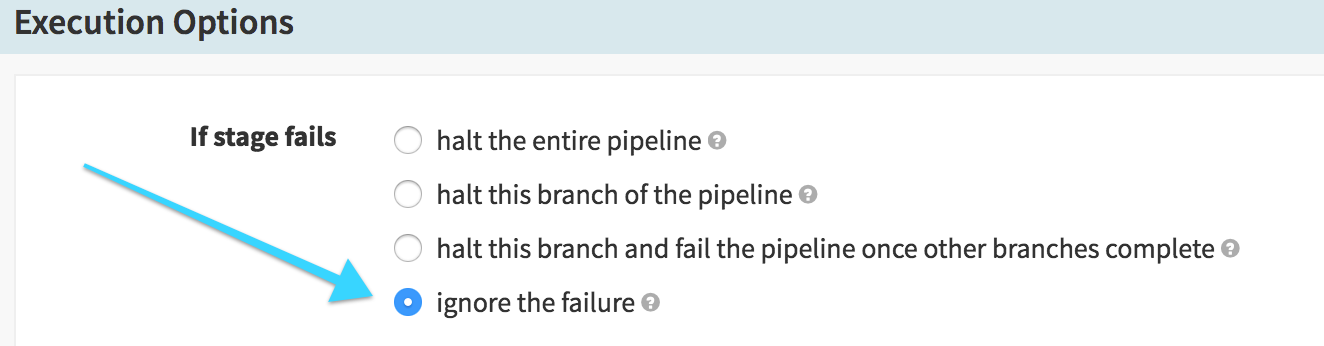 Execution Options
If stage fails
halt the entire pipeline ?
halt this branch of the pipeline ?
halt this branch and fail the pipeline once other branches complete ?
ignore the failure ?